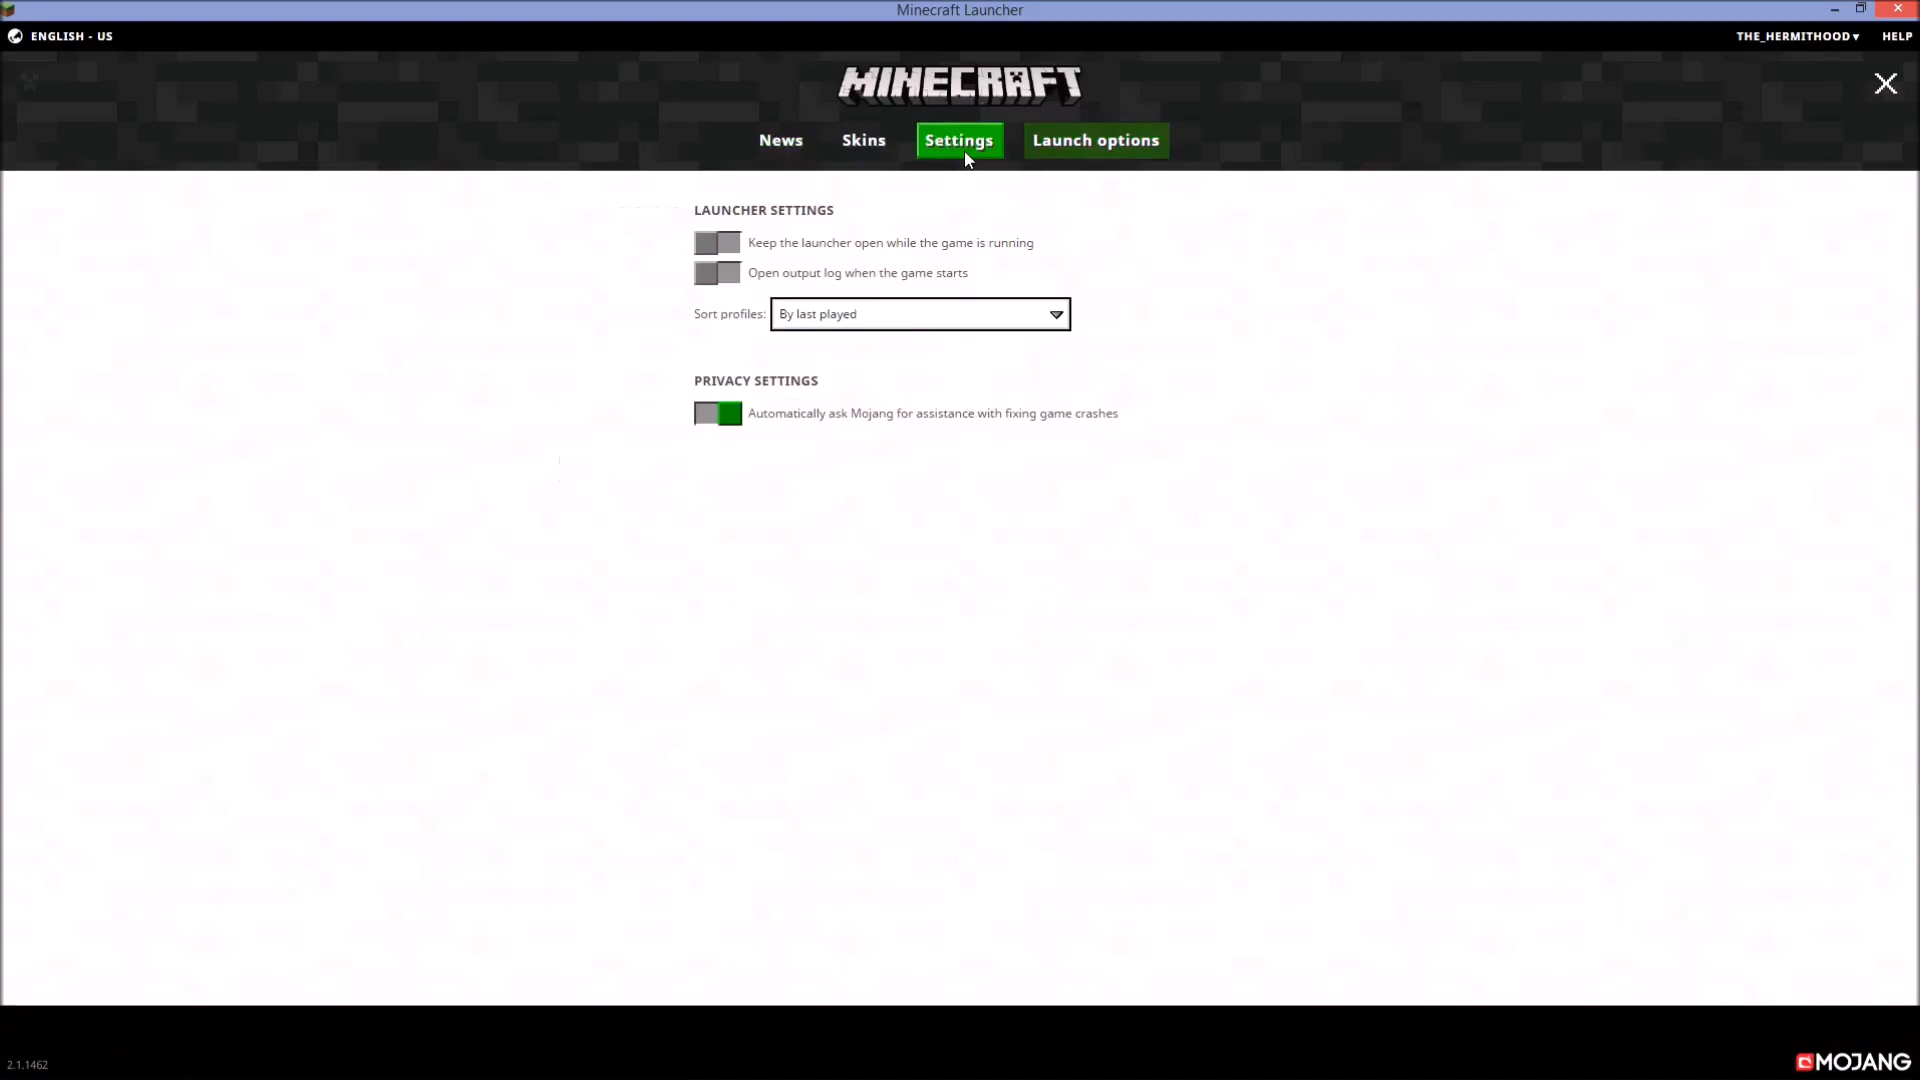 Minecraft Launcher
ENGLISH - US
THE_HERMITHOOD ▾ HELP
MINECRAFT
News Skins Settings Launch options
LAUNCHER SETTINGS
Keep the launcher open while the game is running
Open output log when the game starts
Sort profiles: By last played
PRIVACY SETTINGS
Automatically ask Mojang for assistance with fixing game crashes
2.1.1462
MOJANG